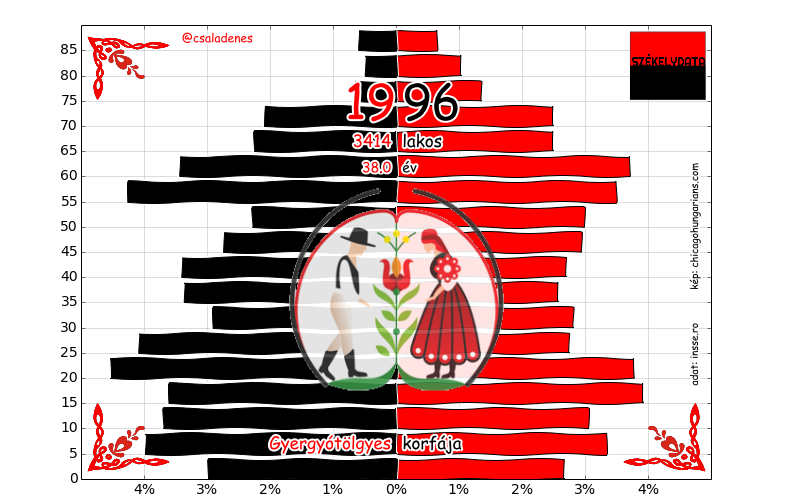 @csaladenes
SZÉKELYDATA
1996
3414 lakos
38.0 év
kép: chicagohungarians.com
adat: insse.ro
Gyergyótölgyes korfája
85
80
75
70
65
60
55
50
45
40
35
30
25
20
15
10
5
0
4% 3% 2% 1% 0% 1% 2% 3% 4%